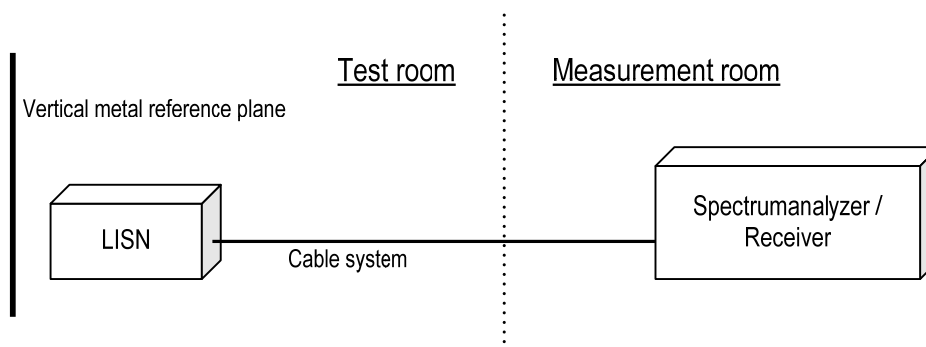 Test room
Measurement room
Vertical metal reference plane
LISN
Cable system
Spectrumanalyzer /
Receiver